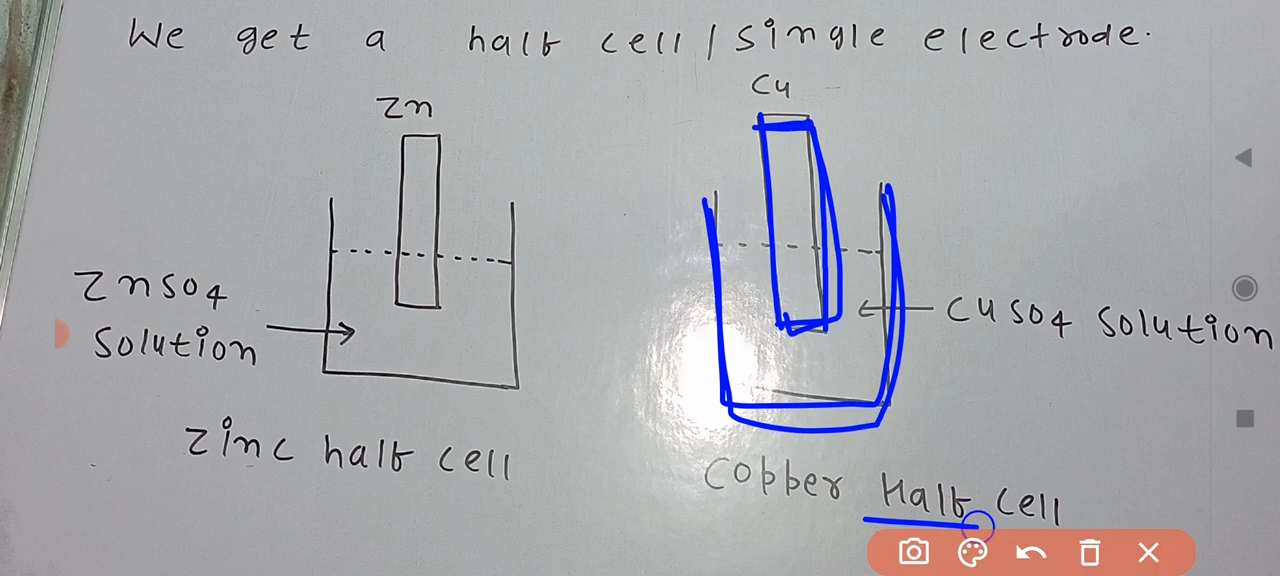 We get a half cell / single electrode.
Zn
Cu
ZnSO4
Solution
CuSO4 Solution
Zinc half cell
Copper Half Cell